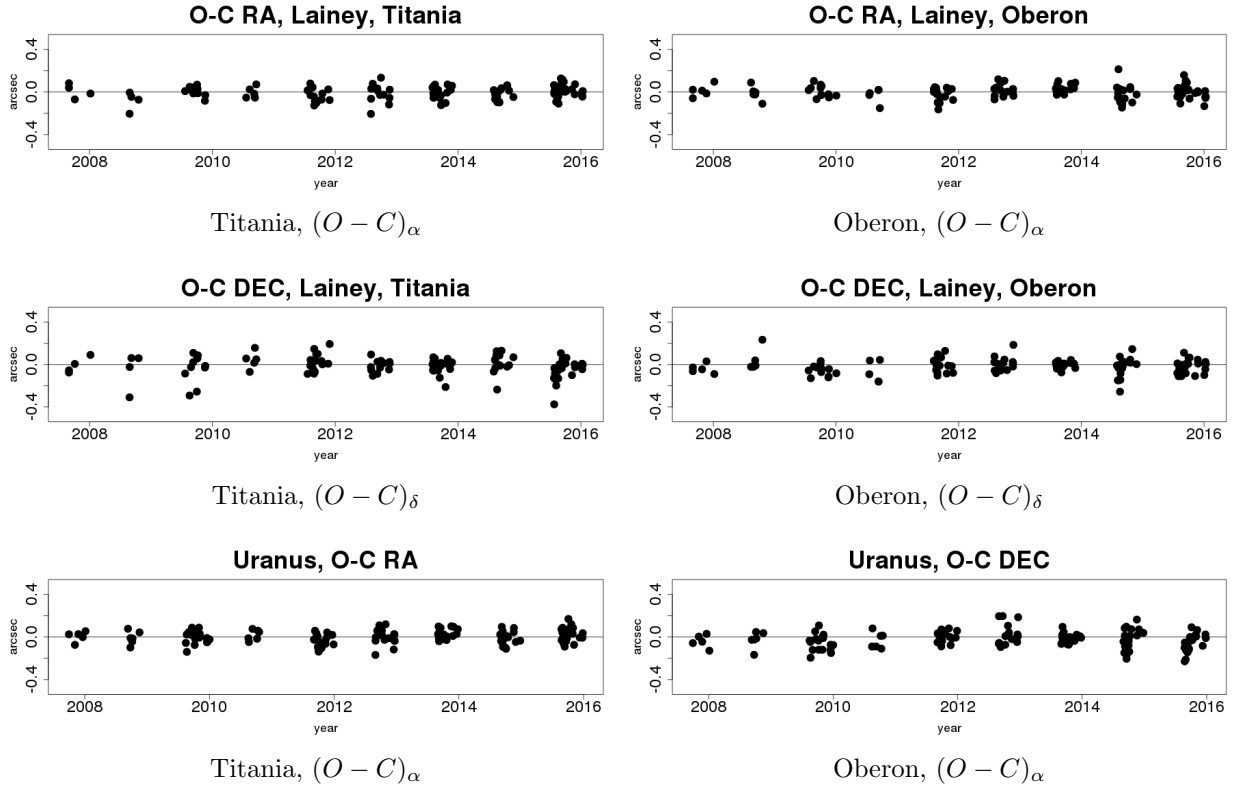 O-C RA, Lainey, Titania
arcsec
0.4
0.0
-0.4
2008 2010 2012 2014 2016
year
Titania, (O − C)α
O-C RA, Lainey, Oberon
arcsec
0.4
0.0
-0.4
2008 2010 2012 2014 2016
year
Oberon, (O − C)α
O-C DEC, Lainey, Titania
arcsec
0.4
0.0
-0.4
2008 2010 2012 2014 2016
year
Titania, (O − C)δ
O-C DEC, Lainey, Oberon
arcsec
0.4
0.0
-0.4
2008 2010 2012 2014 2016
year
Oberon, (O − C)δ
Uranus, O-C RA
arcsec
0.4
0.0
-0.4
2008 2010 2012 2014 2016
year
Titania, (O − C)α
Uranus, O-C DEC
arcsec
0.4
0.0
-0.4
2008 2010 2012 2014 2016
year
Oberon, (O − C)α